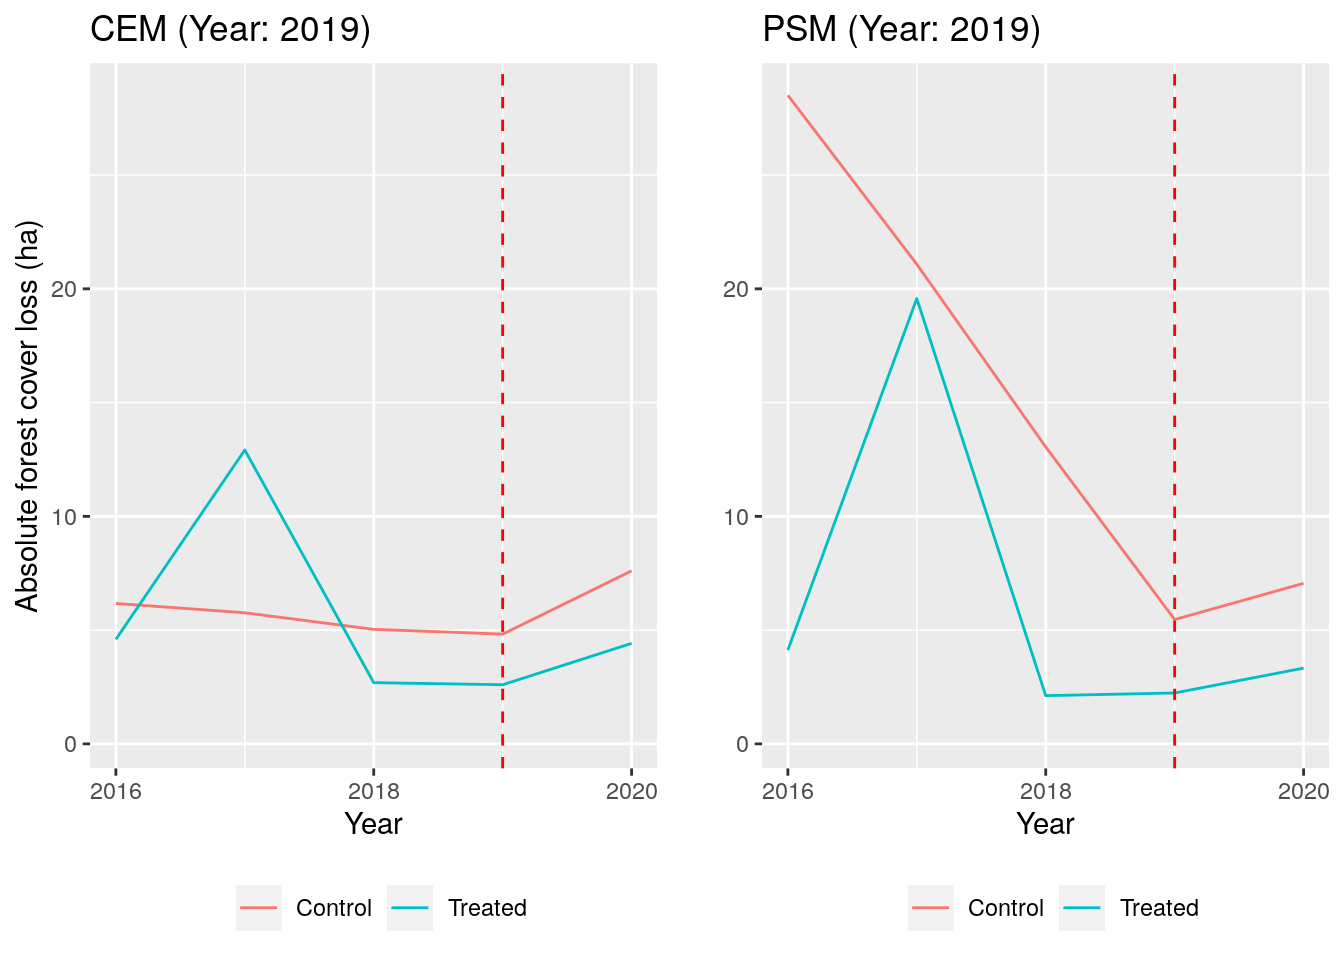 CEM (Year: 2019)
Absolute forest cover loss (ha)
20
10
0
2016 2018 2020
Year
Control Treated
PSM (Year: 2019)
20
10
0
2016 2018 2020
Year
Control Treated